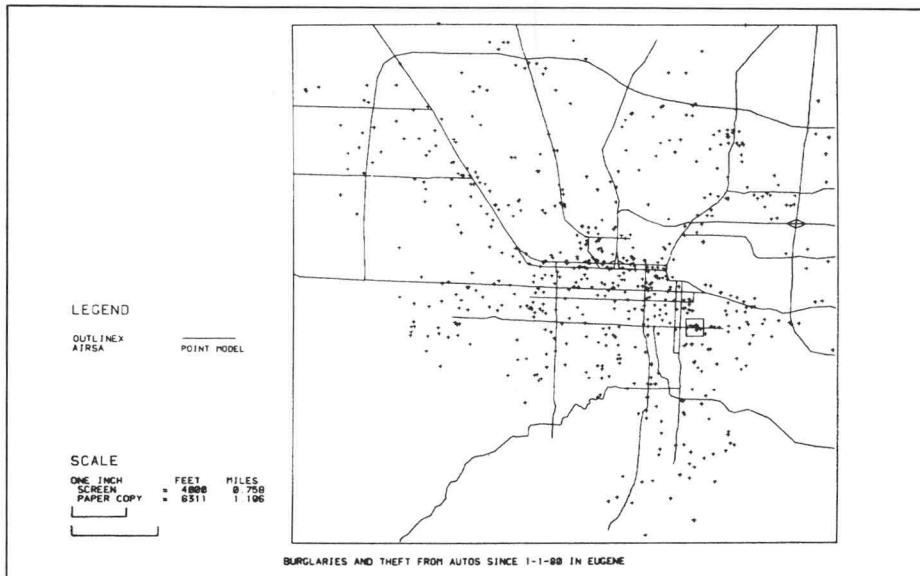 LEGEND
OUTLINEX
AIRSA POINT MODEL
SCALE
ONE INCH FEET MILES
SCREEN = 4000 0.758
PAPER COPY = 6311 1.196
BURGLARIES AND THEFT FROM AUTOS SINCE 1-1-80 IN EUGENE